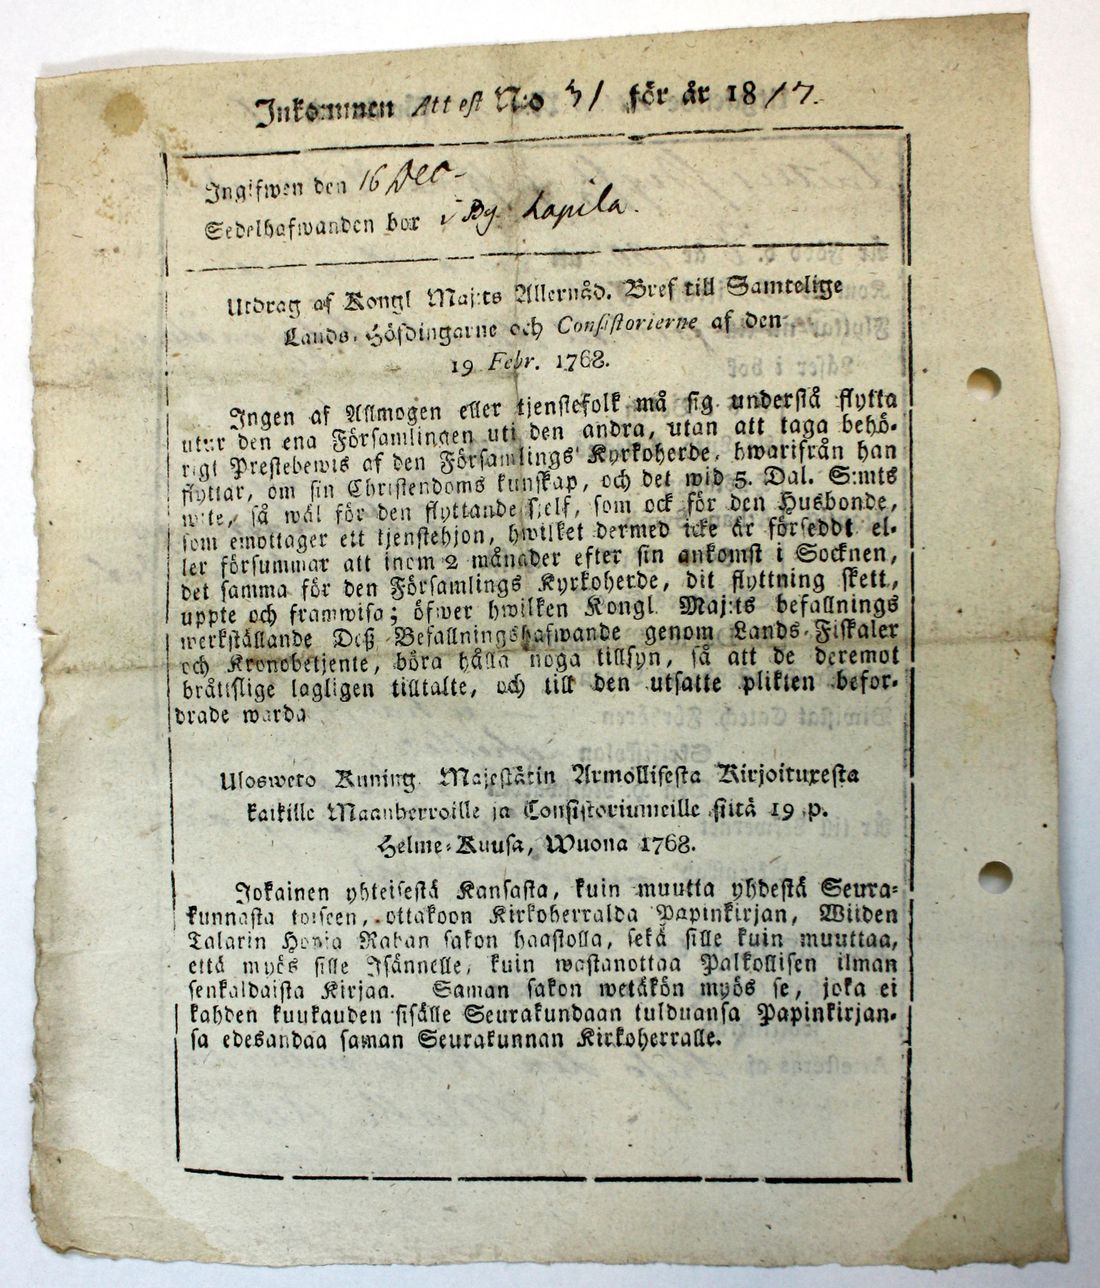 Inkommen Attest N:o 31 för år 1817.
Ingifwen den 16 Dec
Sedelhafwanden bor i By Lapila.
Utdrag af Kongl Maj:ts Allernåd. Bref till Samtelige
Lands-Höfdingarne och Consistorierne af den
19 Febr. 1768.
Ingen af Allmogen eller tjenstefolk må sig understå flytta
utur den ena Församlingen uti den andra, utan att taga behö-
rigt Prestebewis af den Församlings Kyrkoherde, hwarifrån han
flyttar, om sin Christendoms kunskap, och det wid 5. Dal. S:mts
wite, så wäl för den flyttande sjelf, som ock för den Husbonde,
som emottager ett tjenstehjon, hwilket dermed icke är försedt el-
ler försummar att inom 2 månader efter sin ankomst i Socknen,
det samma för den Församlings Kyrkoherde, dit flyttning skett,
uppte och framwisa; öfwer hwilken Kongl. Maj:ts befallnings
werkställande Deß Befallningshafwande genom Lands-Fiskaler
och Kronobetjente, böra hålla noga tillsyn, så att de deremot
bråttslige lagligen tilltalte, och till den utsatte plikten befor-
drade warda
Ulosweto Kuning. Majestätin Armollisesta Kirjoituxesta
kaikille Maanherroille ja Consistoriumeille siitä 19 p.
Helme-Kuusa, Wuona 1768.
Jokainen yhteisestä Kansasta, kuin muutta yhdestä Seura-
kunnasta toiseen, ottakoon Kirkoherralda Papinkirjan, Wiiden
Talarin Hopia Rahan sakon haastolla, sekä sille kuin muuttaa,
että myös sille Isännelle, kuin wastanottaa Palkollisen ilman
senkaldaista Kirjaa. Saman sakon wetäkön myös se, joka ei
kahden kuukauden sisälle Seurakundaan tulduansa Papinkirjan-
sa edesandaa saman Seurakunnan Kirkoherralle.